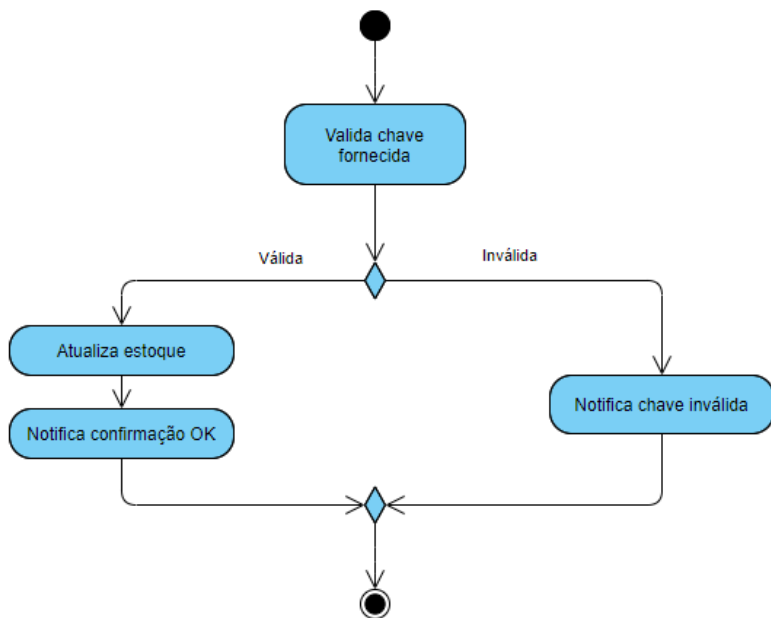 Valida chave
fornecida
Válida
Inválida
Atualiza estoque
Notifica chave inválida
Notifica confirmação OK